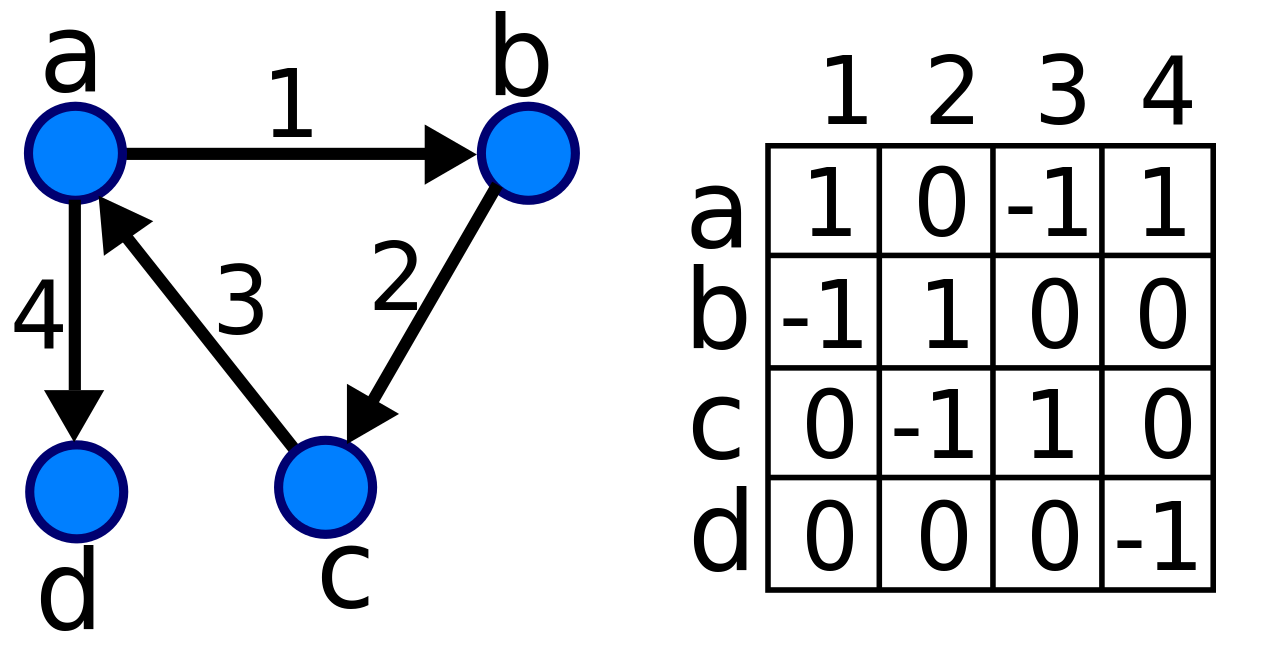 a b
1
4 3 2
d c
1 2 3 4
a 1 0 -1 1
b -1 1 0 0
c 0 -1 1 0
d 0 0 0 -1